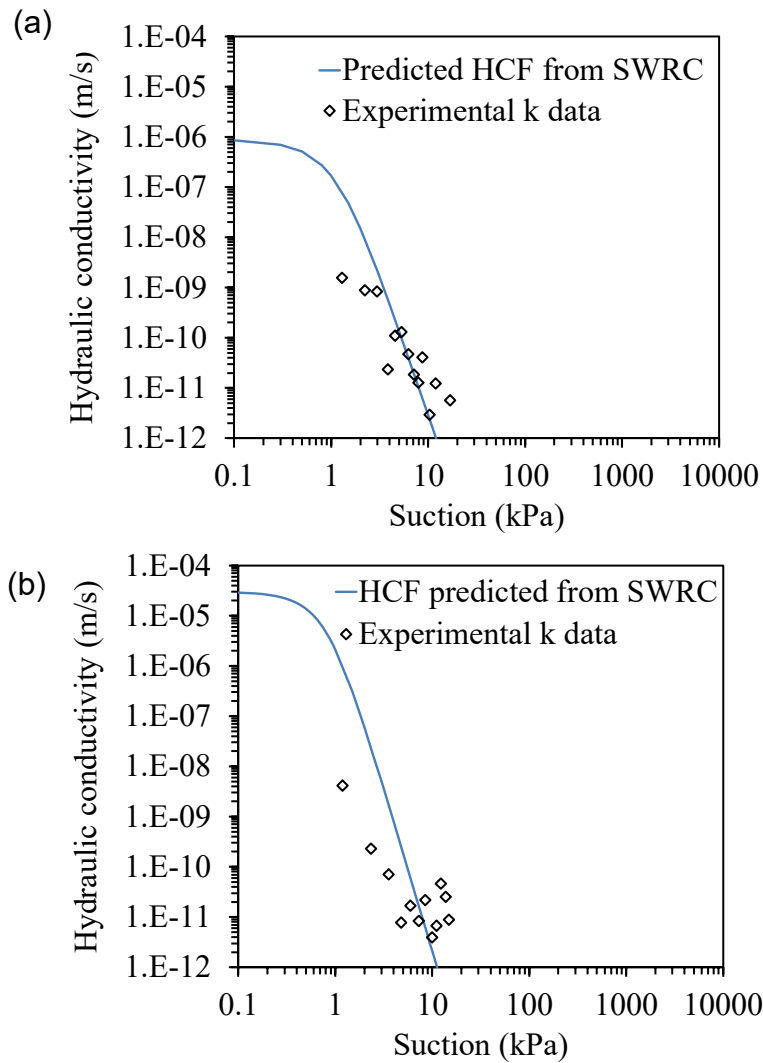 (a)
Hydraulic conductivity (m/s)
1.E-04
1.E-05
1.E-06
1.E-07
1.E-08
1.E-09
1.E-10
1.E-11
1.E-12
Predicted HCF from SWRC
Experimental k data
0.1 1 10 100 1000 10000
Suction (kPa)
(b)
Hydraulic conductivity (m/s)
1.E-04
1.E-05
1.E-06
1.E-07
1.E-08
1.E-09
1.E-10
1.E-11
1.E-12
HCF predicted from SWRC
Experimental k data
0.1 1 10 100 1000 10000
Suction (kPa)